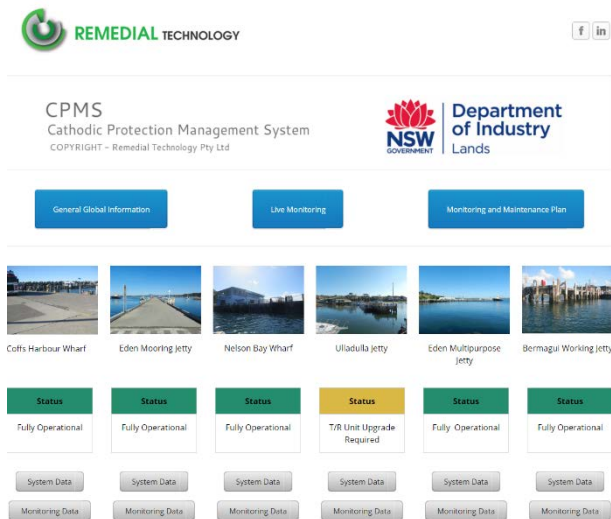 REMEDIAL TECHNOLOGY
f in
CPMS
Cathodic Protection Management System
COPYRIGHT - Remedial Technology Pty Ltd
NSW
GOVERNMENT
Department
of Industry
Lands
General Global Information
Live Monitoring
Monitoring and Maintenance Plan
Coffs Harbour Wharf
Eden Mooring Jetty
Nelson Bay Wharf
Ulladulla Jetty
Eden Multipurpose
Jetty
Bermagui Working Jetty
Status
Status
Status
Status
Status
Status
Fully Operational
Fully Operational
Fully Operational
T/R Unit Upgrade
Required
Fully Operational
Fully Operational
System Data
System Data
System Data
System Data
System Data
System Data
Monitoring Data
Monitoring Data
Monitoring Data
Monitoring Data
Monitoring Data
Monitoring Data